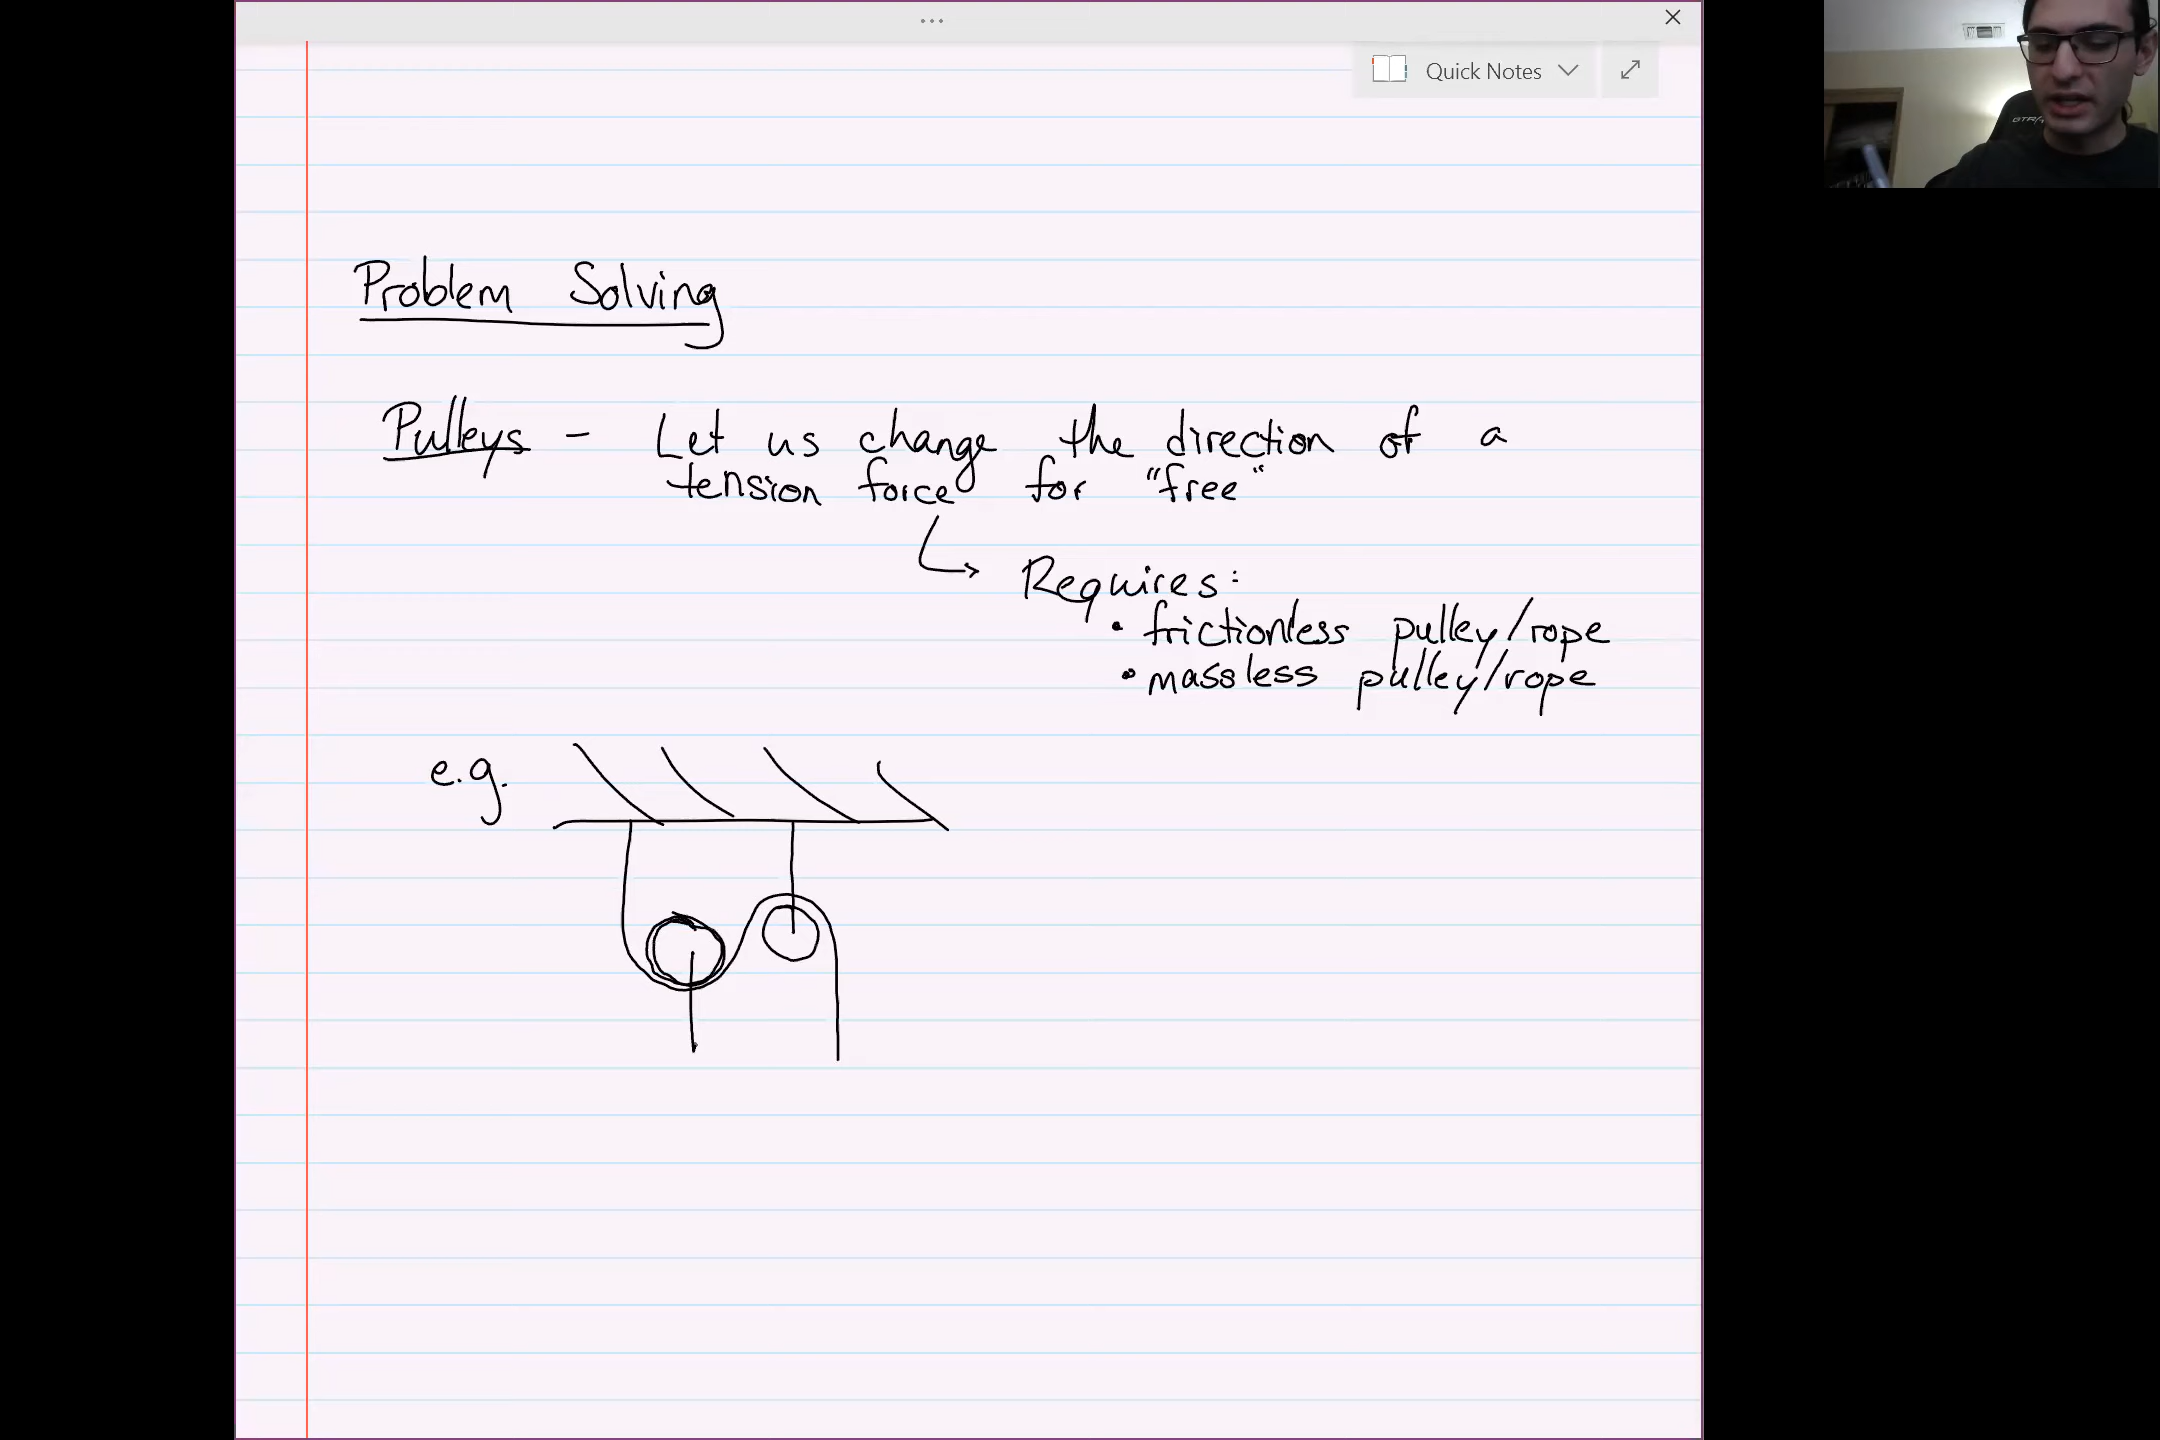 Quick Notes
Problem Solving
Pulleys - Let us change the direction of a
tension force for "free"
Requires:
• frictionless pulley/rope
• massless pulley/rope
e.g.